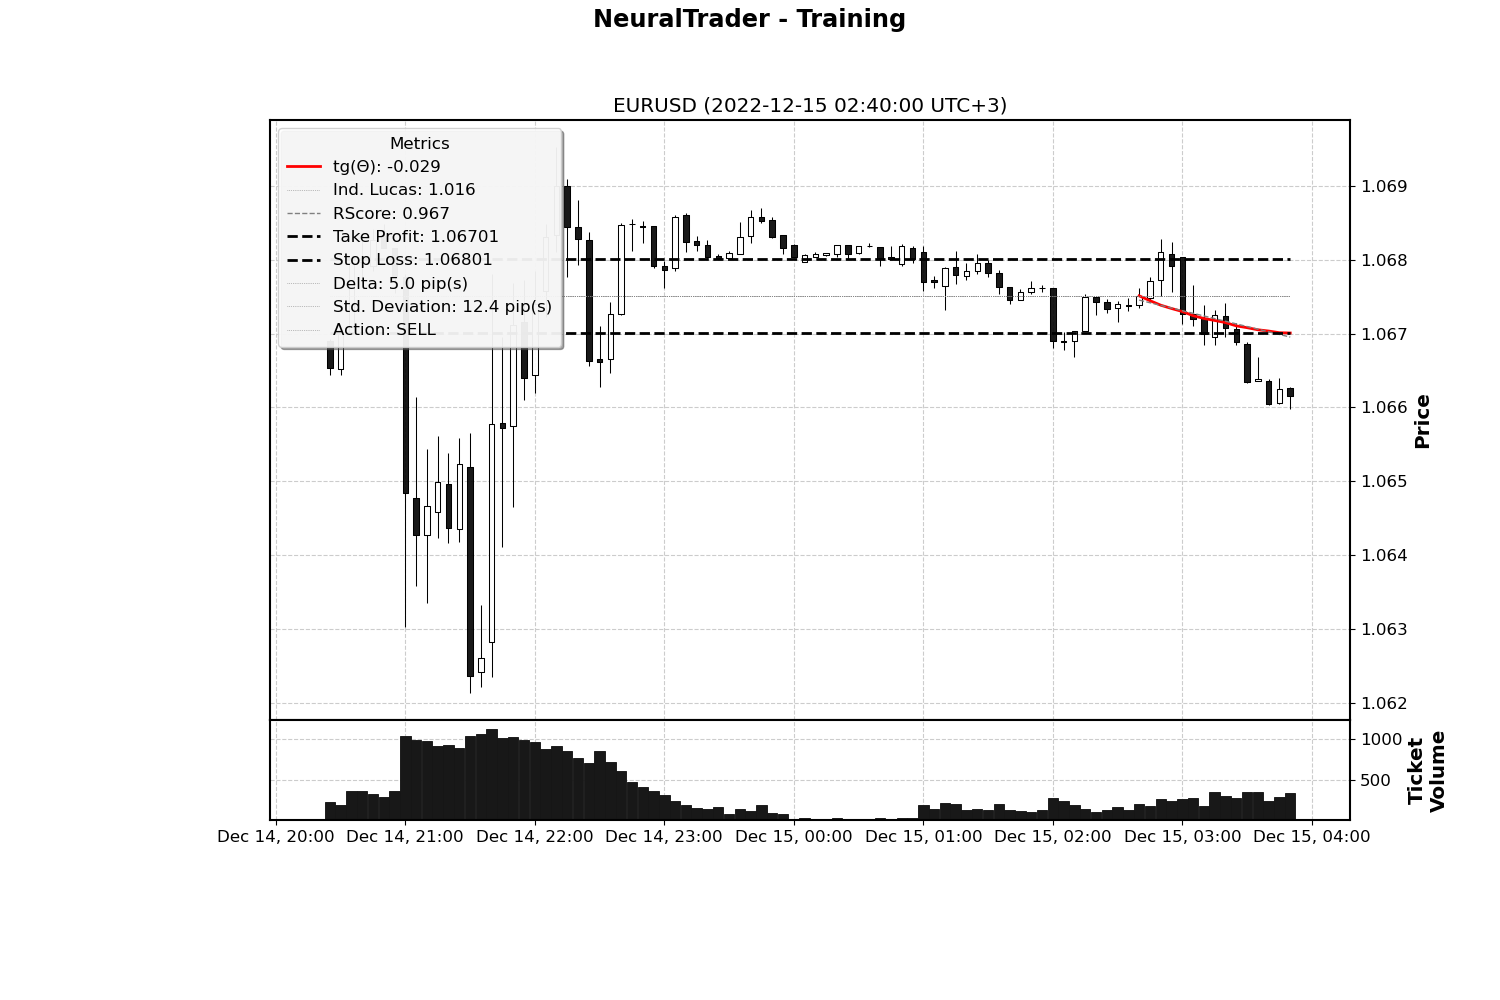 NeuralTrader - Training
EURUSD (2022-12-15 02:40:00 UTC+3)
Metrics
tg(Θ): -0.029
Ind. Lucas: 1.016
RScore: 0.967
Take Profit: 1.06701
Stop Loss: 1.06801
Delta: 5.0 pip(s)
Std. Deviation: 12.4 pip(s)
Action: SELL
1.069
1.068
1.067
1.066
1.065
1.064
1.063
1.062
Price
1000
500
Ticket
Volume
Dec 14, 20:00 Dec 14, 21:00 Dec 14, 22:00 Dec 14, 23:00 Dec 15, 00:00 Dec 15, 01:00 Dec 15, 02:00 Dec 15, 03:00 Dec 15, 04:00